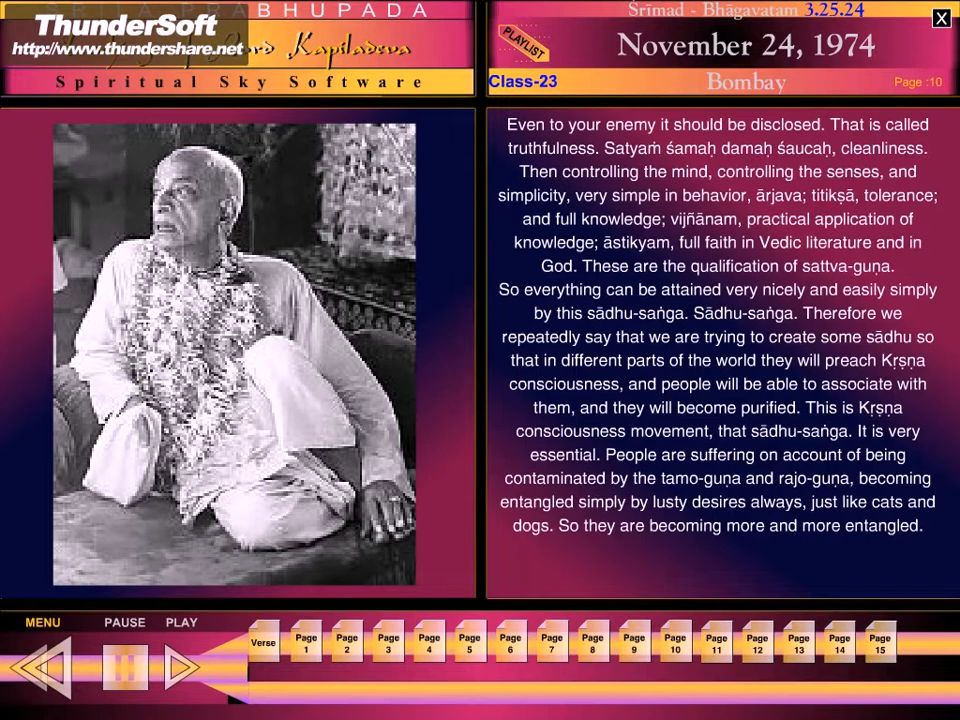 SRILA PRABHUPADA
ThunderSoft
http://www.thundershare.net
Lord Kapiladeva
Spiritual Sky Software
Śrīmad - Bhāgavatam 3.25.24
X
PLAYLIST
November 24, 1974
Class-23
Bombay
Page :10
Even to your enemy it should be disclosed. That is called
truthfulness. Satyaṁ śamaḥ damaḥ śaucaḥ, cleanliness.
Then controlling the mind, controlling the senses, and
simplicity, very simple in behavior, ārjava; titikṣā, tolerance;
and full knowledge; vijñānam, practical application of
knowledge; āstikyam, full faith in Vedic literature and in
God. These are the qualification of sattva-guṇa.
So everything can be attained very nicely and easily simply
by this sādhu-saṅga. Sādhu-saṅga. Therefore we
repeatedly say that we are trying to create some sādhu so
that in different parts of the world they will preach Kṛṣṇa
consciousness, and people will be able to associate with
them, and they will become purified. This is Kṛṣṇa
consciousness movement, that sādhu-saṅga. It is very
essential. People are suffering on account of being
contaminated by the tamo-guṇa and rajo-guṇa, becoming
entangled simply by lusty desires always, just like cats and
dogs. So they are becoming more and more entangled.
MENU PAUSE PLAY
Verse
Page 1
Page 2
Page 3
Page 4
Page 5
Page 6
Page 7
Page 8
Page 9
Page 10
Page 11
Page 12
Page 13
Page 14
Page 15